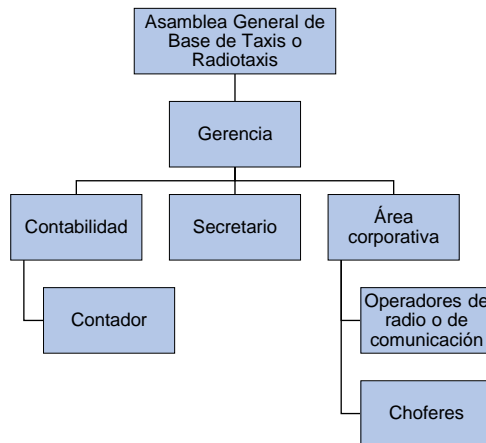 Asamblea General de
Base de Taxis o
Radiotaxis
Gerencia
Contabilidad
Secretario
Área
corporativa
Contador
Operadores de
radio o de
comunicación
Choferes